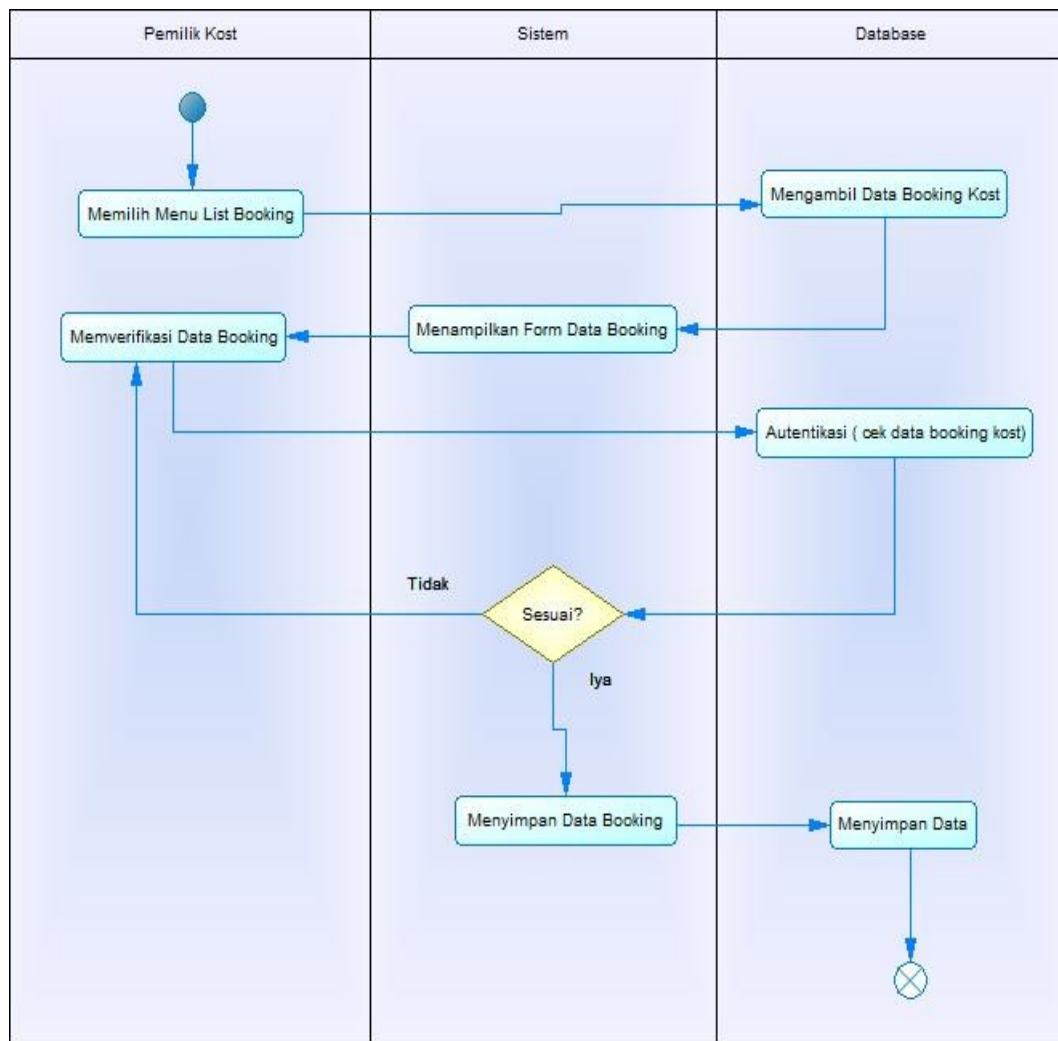 Pemilik Kost
Sistem
Database
Memilih Menu List Booking
Mengambil Data Booking Kost
Memverifikasi Data Booking
Menampilkan Form Data Booking
Autentikasi ( cek data booking kost)
Tidak
Sesuai?
Iya
Menyimpan Data Booking
Menyimpan Data